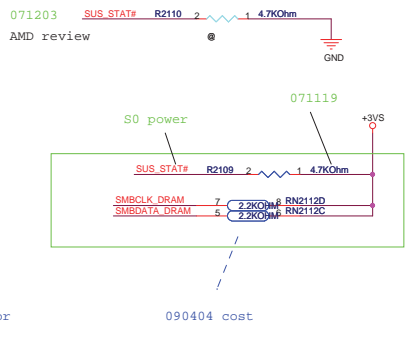 071203 SUS_STAT# R2110 2 1 4.7KOhm
AMD review @
GND
071119
S0 power +3VS
SUS_STAT# R2109 2 1 4.7KOhm
SMBCLK_DRAM 7 2.2KOHM 8 RN2112D
SMBDATA_DRAM 5 2.2KOHM 6 RN2112C
or 090404 cost